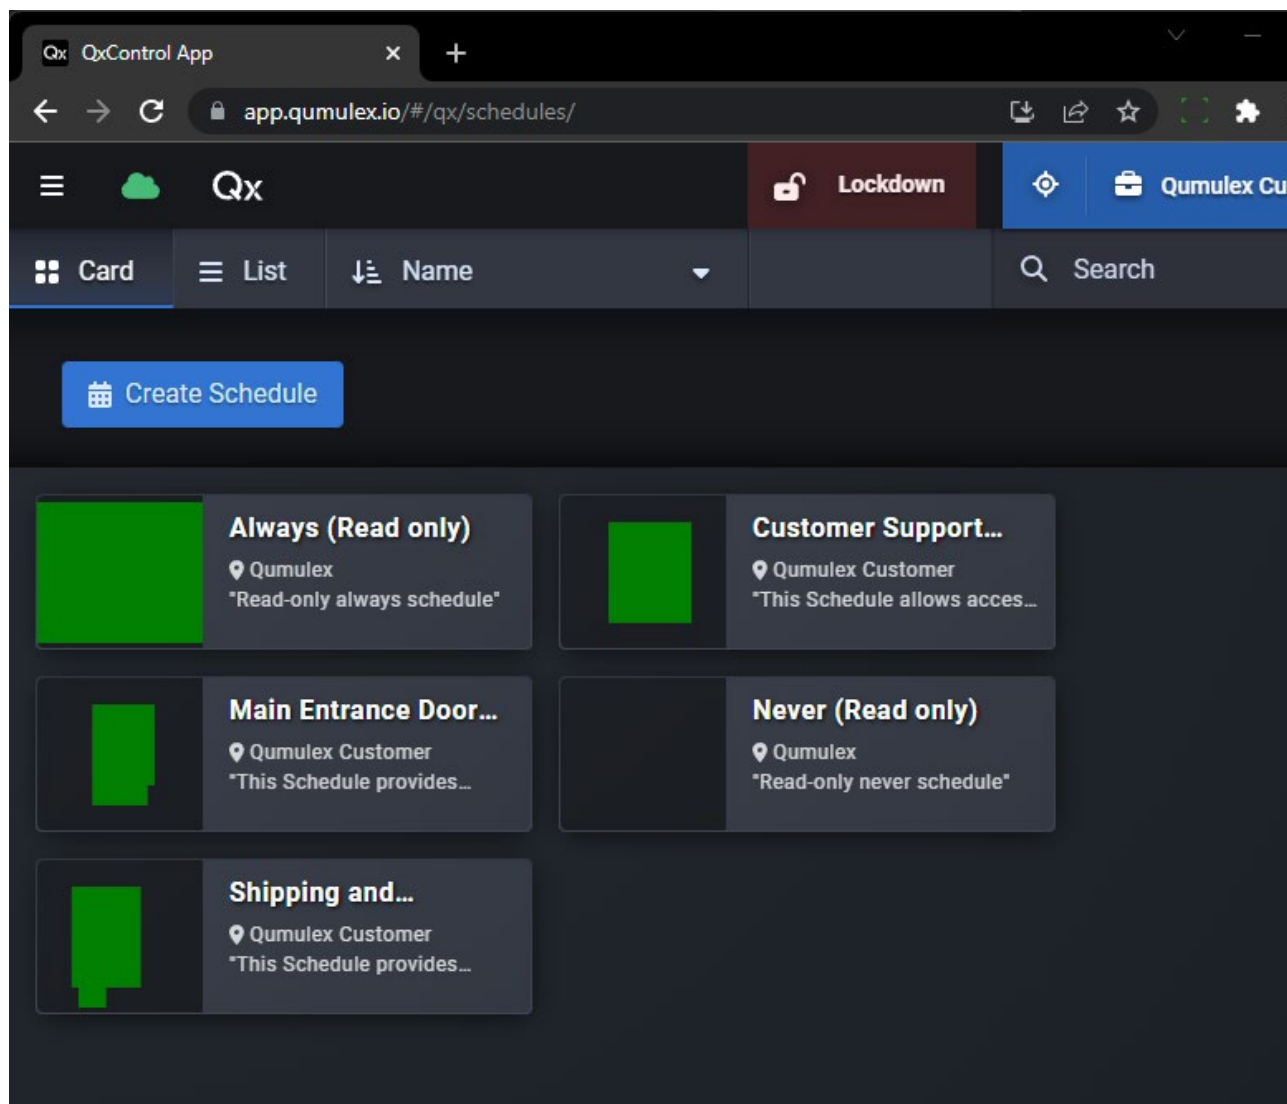 Qx QxControl App
app.qumulex.io/#/qx/schedules/
Qx
Lockdown
Qumulex Cu
Card
List
Name
Search
Create Schedule
Always (Read only)
Qumulex
"Read-only always schedule"
Customer Support…
Qumulex Customer
"This Schedule allows acces…
Main Entrance Door…
Qumulex Customer
"This Schedule provides…
Never (Read only)
Qumulex
"Read-only never schedule"
Shipping and…
Qumulex Customer
"This Schedule provides…